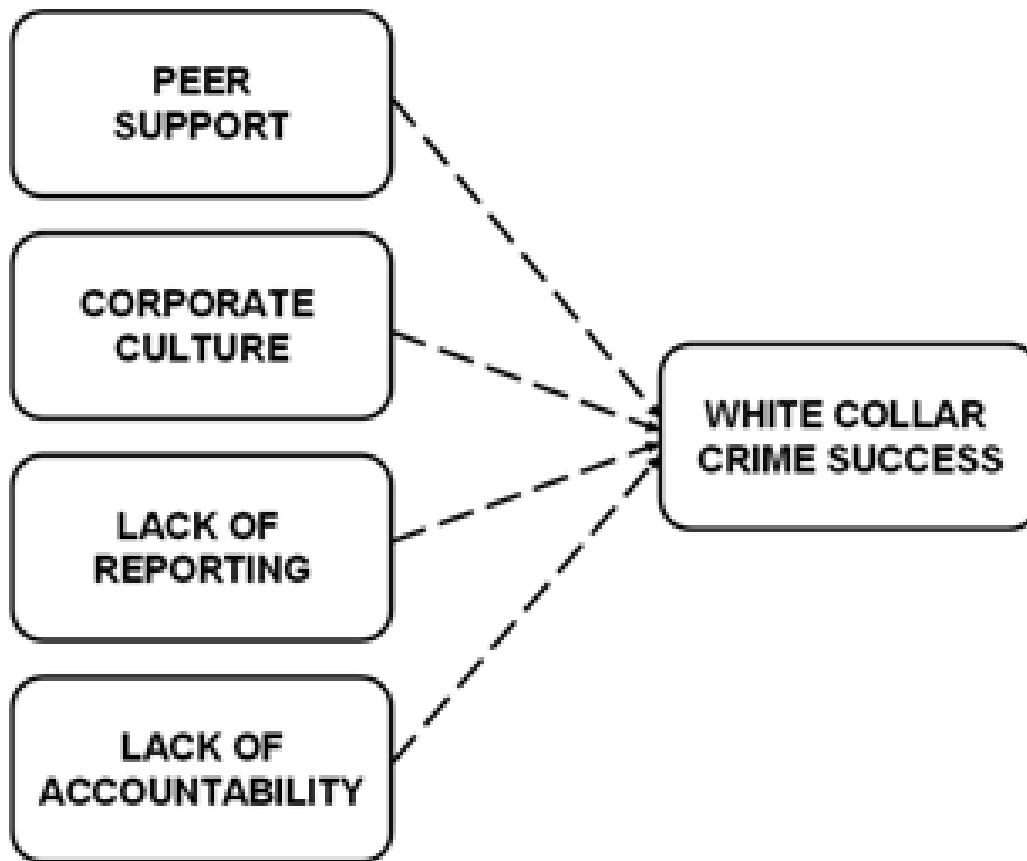 PEER
SUPPORT
CORPORATE
CULTURE
LACK OF
REPORTING
LACK OF
ACCOUNTABILITY
WHITE COLLAR
CRIME SUCCESS